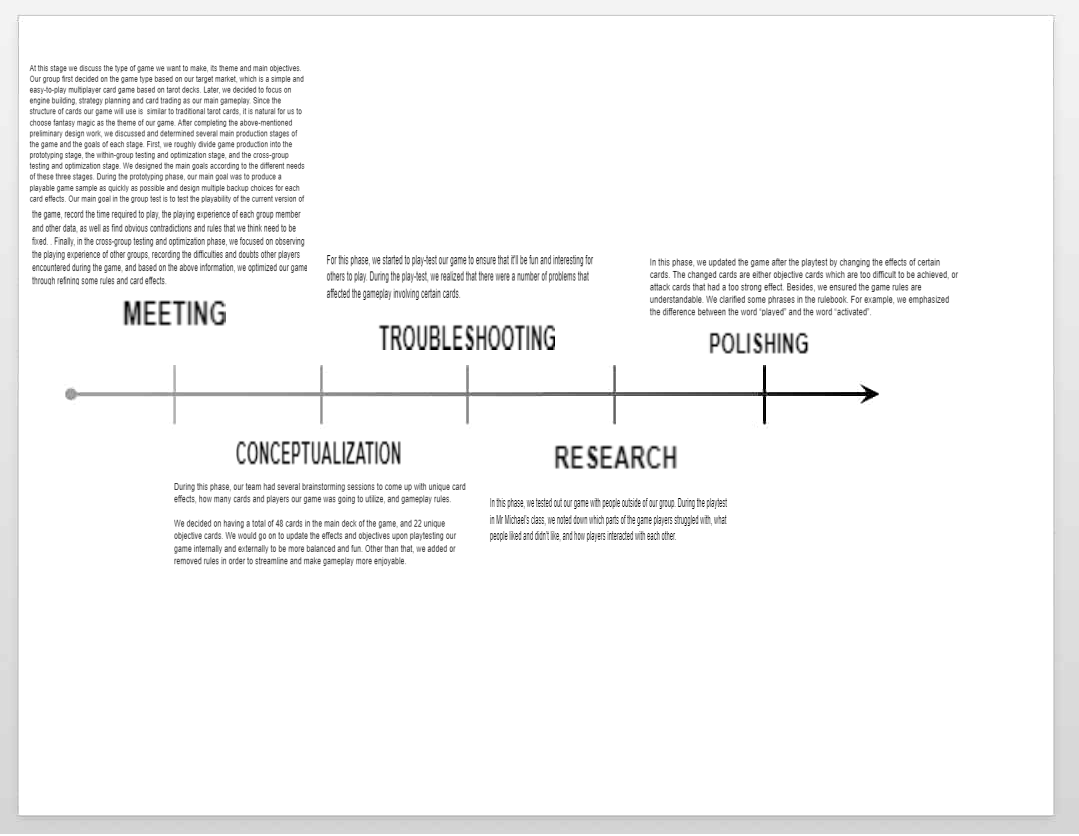 At this stage we discuss the type of game we want to make, its theme and main objectives.
Our group first decided on the game type based on our target market, which is a simple and
easy-to-play multiplayer card game based on tarot decks. Later, we decided to focus on
engine building, strategy planning and card trading as our main gameplay. Since the
structure of cards our game will use is  similar to traditional tarot cards, it is natural for us to
choose fantasy magic as the theme of our game. After completing the above-mentioned
preliminary design work, we discussed and determined several main production stages of
the game and the goals of each stage. First, we roughly divide game production into the
prototyping stage, the within-group testing and optimization stage, and the cross-group
testing and optimization stage. We designed the main goals according to the different needs
of these three stages. During the prototyping phase, our main goal was to produce a
playable game sample as quickly as possible and design multiple backup choices for each
card effects. Our main goal in the group test is to test the playability of the current version of
the game, record the time required to play, the playing experience of each group member
and other data, as well as find obvious contradictions and rules that we think need to be
fixed. . Finally, in the cross-group testing and optimization phase, we focused on observing
the playing experience of other groups, recording the difficulties and doubts other players
encountered during the game, and based on the above information, we optimized our game
through refining some rules and card effects.
MEETING
For this phase, we started to play-test our game to ensure that it'll be fun and interesting for
others to play. During the play-test, we realized that there were a number of problems that
affected the gameplay involving certain cards.
TROUBLESHOOTING
In this phase, we updated the game after the playtest by changing the effects of certain
cards. The changed cards are either objective cards which are too difficult to be achieved, or
attack cards that had a too strong effect. Besides, we ensured the game rules are
understandable. We clarified some phrases in the rulebook. For example, we emphasized
the difference between the word “played” and the word “activated”.
POLISHING
CONCEPTUALIZATION
During this phase, our team had several brainstorming sessions to come up with unique card
effects, how many cards and players our game was going to utilize, and gameplay rules.
We decided on having a total of 48 cards in the main deck of the game, and 22 unique
objective cards. We would go on to update the effects and objectives upon playtesting our
game internally and externally to be more balanced and fun. Other than that, we added or
removed rules in order to streamline and make gameplay more enjoyable.
RESEARCH
In this phase, we tested out our game with people outside of our group. During the playtest
in Mr Michael's class, we noted down which parts of the game players struggled with, what
people liked and didn't like, and how players interacted with each other.